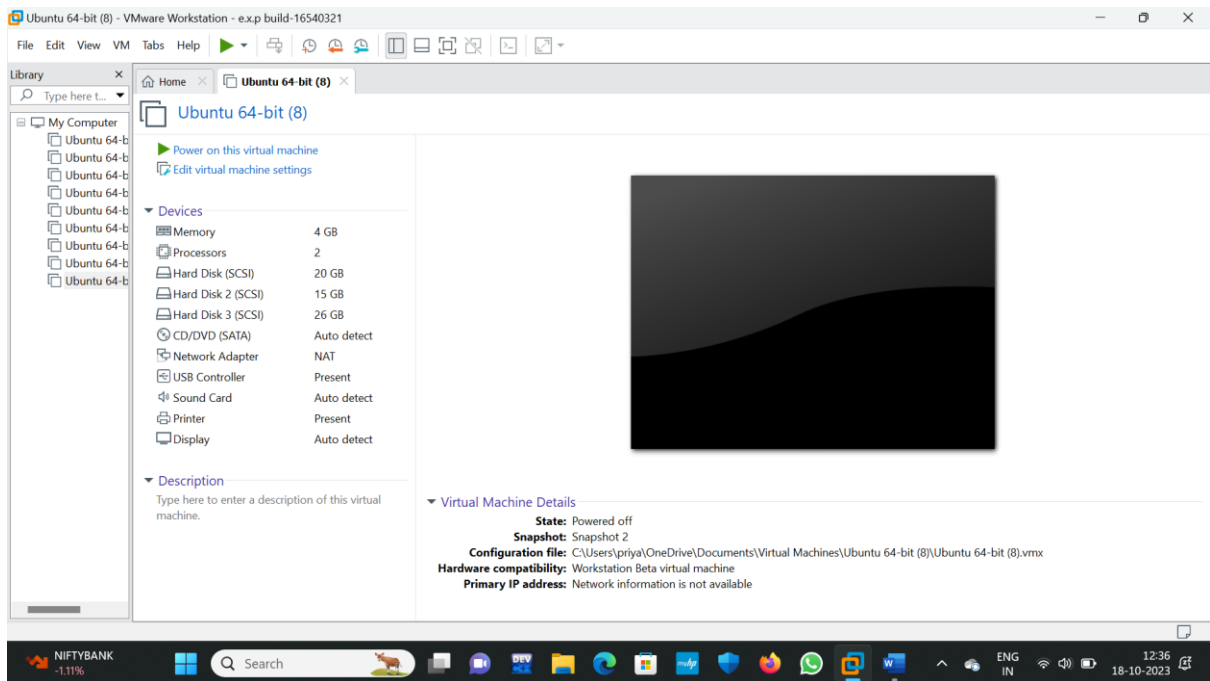 Ubuntu 64-bit (8) - VMware Workstation - e.x.p build-16540321
File Edit View VM Tabs Help
Library ×
Type here t...
My Computer
Ubuntu 64-b
Ubuntu 64-b
Ubuntu 64-b
Ubuntu 64-b
Ubuntu 64-b
Ubuntu 64-b
Ubuntu 64-b
Ubuntu 64-b
Ubuntu 64-b
Home × Ubuntu 64-bit (8) ×
Ubuntu 64-bit (8)
Power on this virtual machine
Edit virtual machine settings
Devices
Memory 4 GB
Processors 2
Hard Disk (SCSI) 20 GB
Hard Disk 2 (SCSI) 15 GB
Hard Disk 3 (SCSI) 26 GB
CD/DVD (SATA) Auto detect
Network Adapter NAT
USB Controller Present
Sound Card Auto detect
Printer Present
Display Auto detect
Description
Type here to enter a description of this virtual
machine.
Virtual Machine Details
State: Powered off
Snapshot: Snapshot 2
Configuration file: C:\Users\priya\OneDrive\Documents\Virtual Machines\Ubuntu 64-bit (8)\Ubuntu 64-bit (8).vmx
Hardware compatibility: Workstation Beta virtual machine
Primary IP address: Network information is not available
NIFTYBANK
-1.11%
Search
DEV
myhp
ENG
IN
12:36
18-10-2023